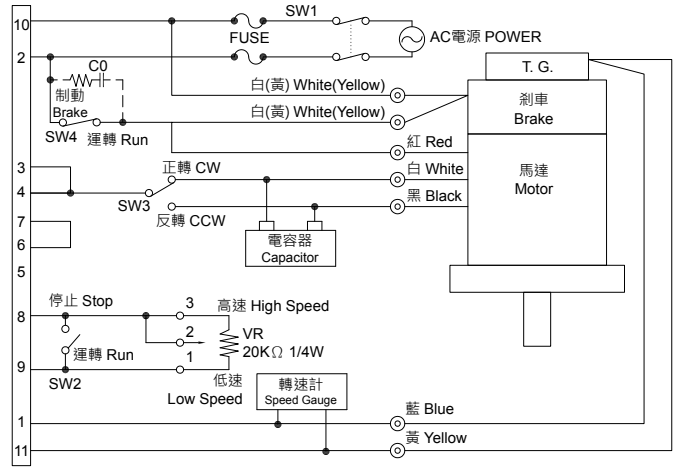 10
SW1
FUSE
AC電源 POWER
2
C0
T. G.
白(黃) White(Yellow)
制動
Brake
剎車
Brake
白(黃) White(Yellow)
SW4
運轉 Run
紅 Red
3
正轉 CW
白 White
馬達
Motor
4
SW3
黑 Black
7
反轉 CCW
6
電容器
Capacitor
5
停止 Stop
3
高速 High Speed
8
2
VR
20KΩ 1/4W
運轉 Run
1
9
SW2
低速
Low Speed
轉速計
Speed Gauge
藍 Blue
1
黃 Yellow
11